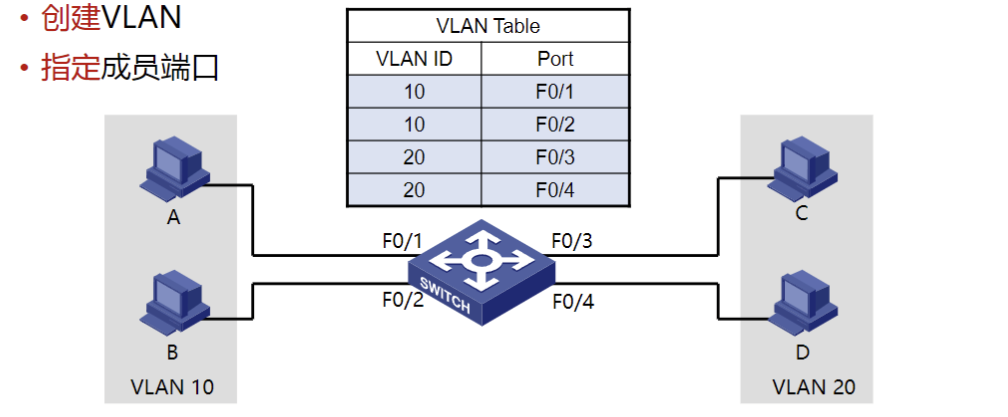 • 创建VLAN
• 指定成员端口
VLAN Table
VLAN ID Port
10 F0/1
10 F0/2
20 F0/3
20 F0/4
A
B
VLAN 10
F0/1
F0/2
SWITCH
F0/3
F0/4
C
D
VLAN 20